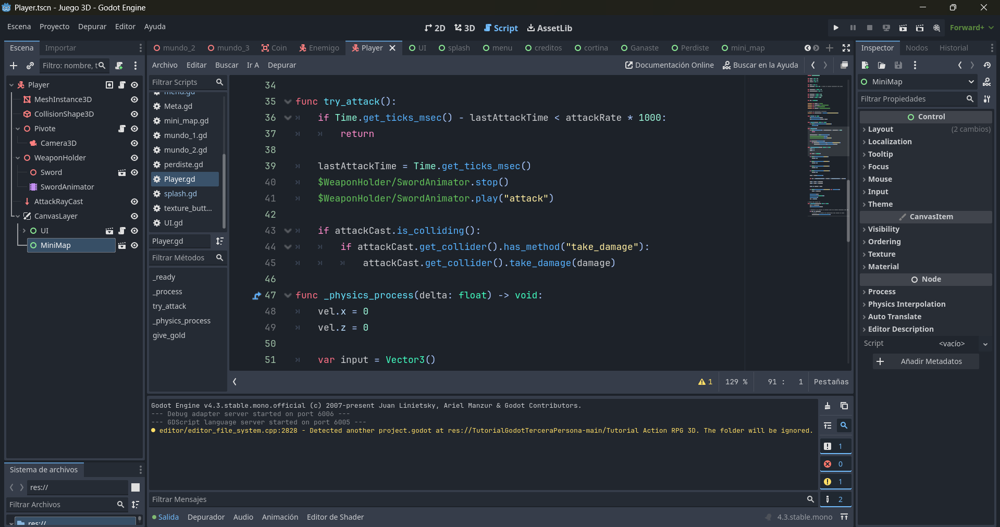 Player.tscn - Juego 3D - Godot Engine
Escena Proyecto Depurar Editor Ayuda
2D 3D Script AssetLib
Forward+
Escena Importar
Filtro: nombre, t
Player
MeshInstance3D
CollisionShape3D
Pivote
Camera3D
WeaponHolder
Sword
SwordAnimator
AttackRayCast
CanvasLayer
UI
MiniMap
Sistema de archivos
res://
Filtrar Archivos
res://
mundo_2 mundo_3 Coin Enemigo Player UI splash menu creditos cortina Ganaste Perdiste mini_map
Archivo Editar Buscar Ir A Depurar
Documentación Online Buscar en la Ayuda
Filtrar Scripts
menu.gd
Meta.gd
mini_map.gd
mundo_1.gd
mundo_2.gd
perdiste.gd
Player.gd
splash.gd
texture_butt...
UI.gd
Player.gd
Filtrar Métodos
_ready
_process
try_attack
_physics_process
give_gold
34
35 func try_attack():
36 if Time.get_ticks_msec() - lastAttackTime < attackRate * 1000:
37 return
38
39 lastAttackTime = Time.get_ticks_msec()
40 $WeaponHolder/SwordAnimator.stop()
41 $WeaponHolder/SwordAnimator.play("attack")
42
43 if attackCast.is_colliding():
44 if attackCast.get_collider().has_method("take_damage"):
45 attackCast.get_collider().take_damage(damage)
46
47 func _physics_process(delta: float) -> void:
48 vel.x = 0
49 vel.z = 0
50
51 var input = Vector3()
1 129 % 91 : 1 Pestañas
Godot Engine v4.3.stable.mono.official (c) 2007-present Juan Linietsky, Ariel Manzur & Godot Contributors.
--- Debug adapter server started on port 6006 ---
--- GDScript language server started on port 6005 ---
editor/editor_file_system.cpp:2828 - Detected another project.godot at res://TutorialGodotTerceraPersona-main/Tutorial Action RPG 3D. The folder will be ignored.
1
0
1
2
Filtrar Mensajes
Salida Depurador Audio Animación Editor de Shader
4.3.stable.mono
Inspector Nodos Historial
MiniMap
Filtrar Propiedades
Control
Layout (2 cambios)
Localization
Tooltip
Focus
Mouse
Input
Theme
CanvasItem
Visibility
Ordering
Texture
Material
Node
Process
Physics Interpolation
Auto Translate
Editor Description
Script <vacío>
Añadir Metadatos